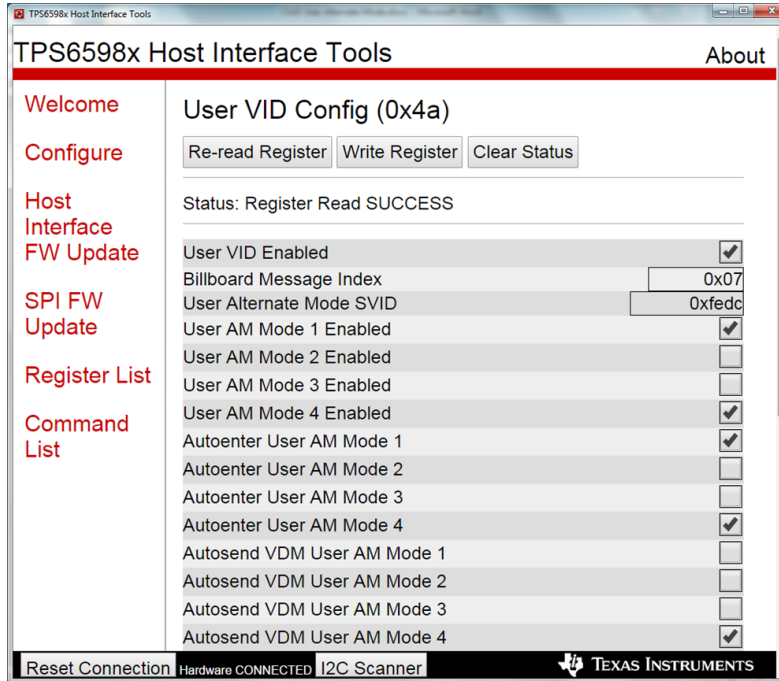 TPS6598x Host Interface Tools
TPS6598x Host Interface Tools
About
Welcome
Configure
Host
Interface
FW Update
SPI FW
Update
Register List
Command
List
User VID Config (0x4a)
Re-read Register Write Register Clear Status
Status: Register Read SUCCESS
User VID Enabled
Billboard Message Index 0x07
User Alternate Mode SVID 0xfedc
User AM Mode 1 Enabled
User AM Mode 2 Enabled
User AM Mode 3 Enabled
User AM Mode 4 Enabled
Autoenter User AM Mode 1
Autoenter User AM Mode 2
Autoenter User AM Mode 3
Autoenter User AM Mode 4
Autosend VDM User AM Mode 1
Autosend VDM User AM Mode 2
Autosend VDM User AM Mode 3
Autosend VDM User AM Mode 4
Reset Connection Hardware CONNECTED I2C Scanner TEXAS INSTRUMENTS